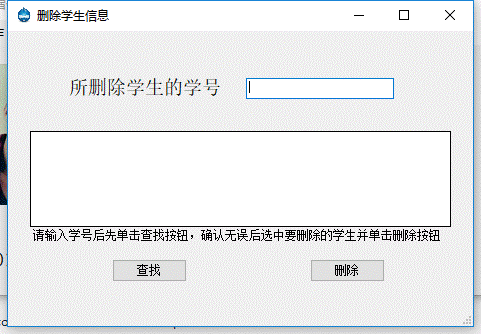 删除学生信息
所删除学生的学号
请输入学号后先单击查找按钮，确认无误后选中要删除的学生并单击删除按钮
查找
删除